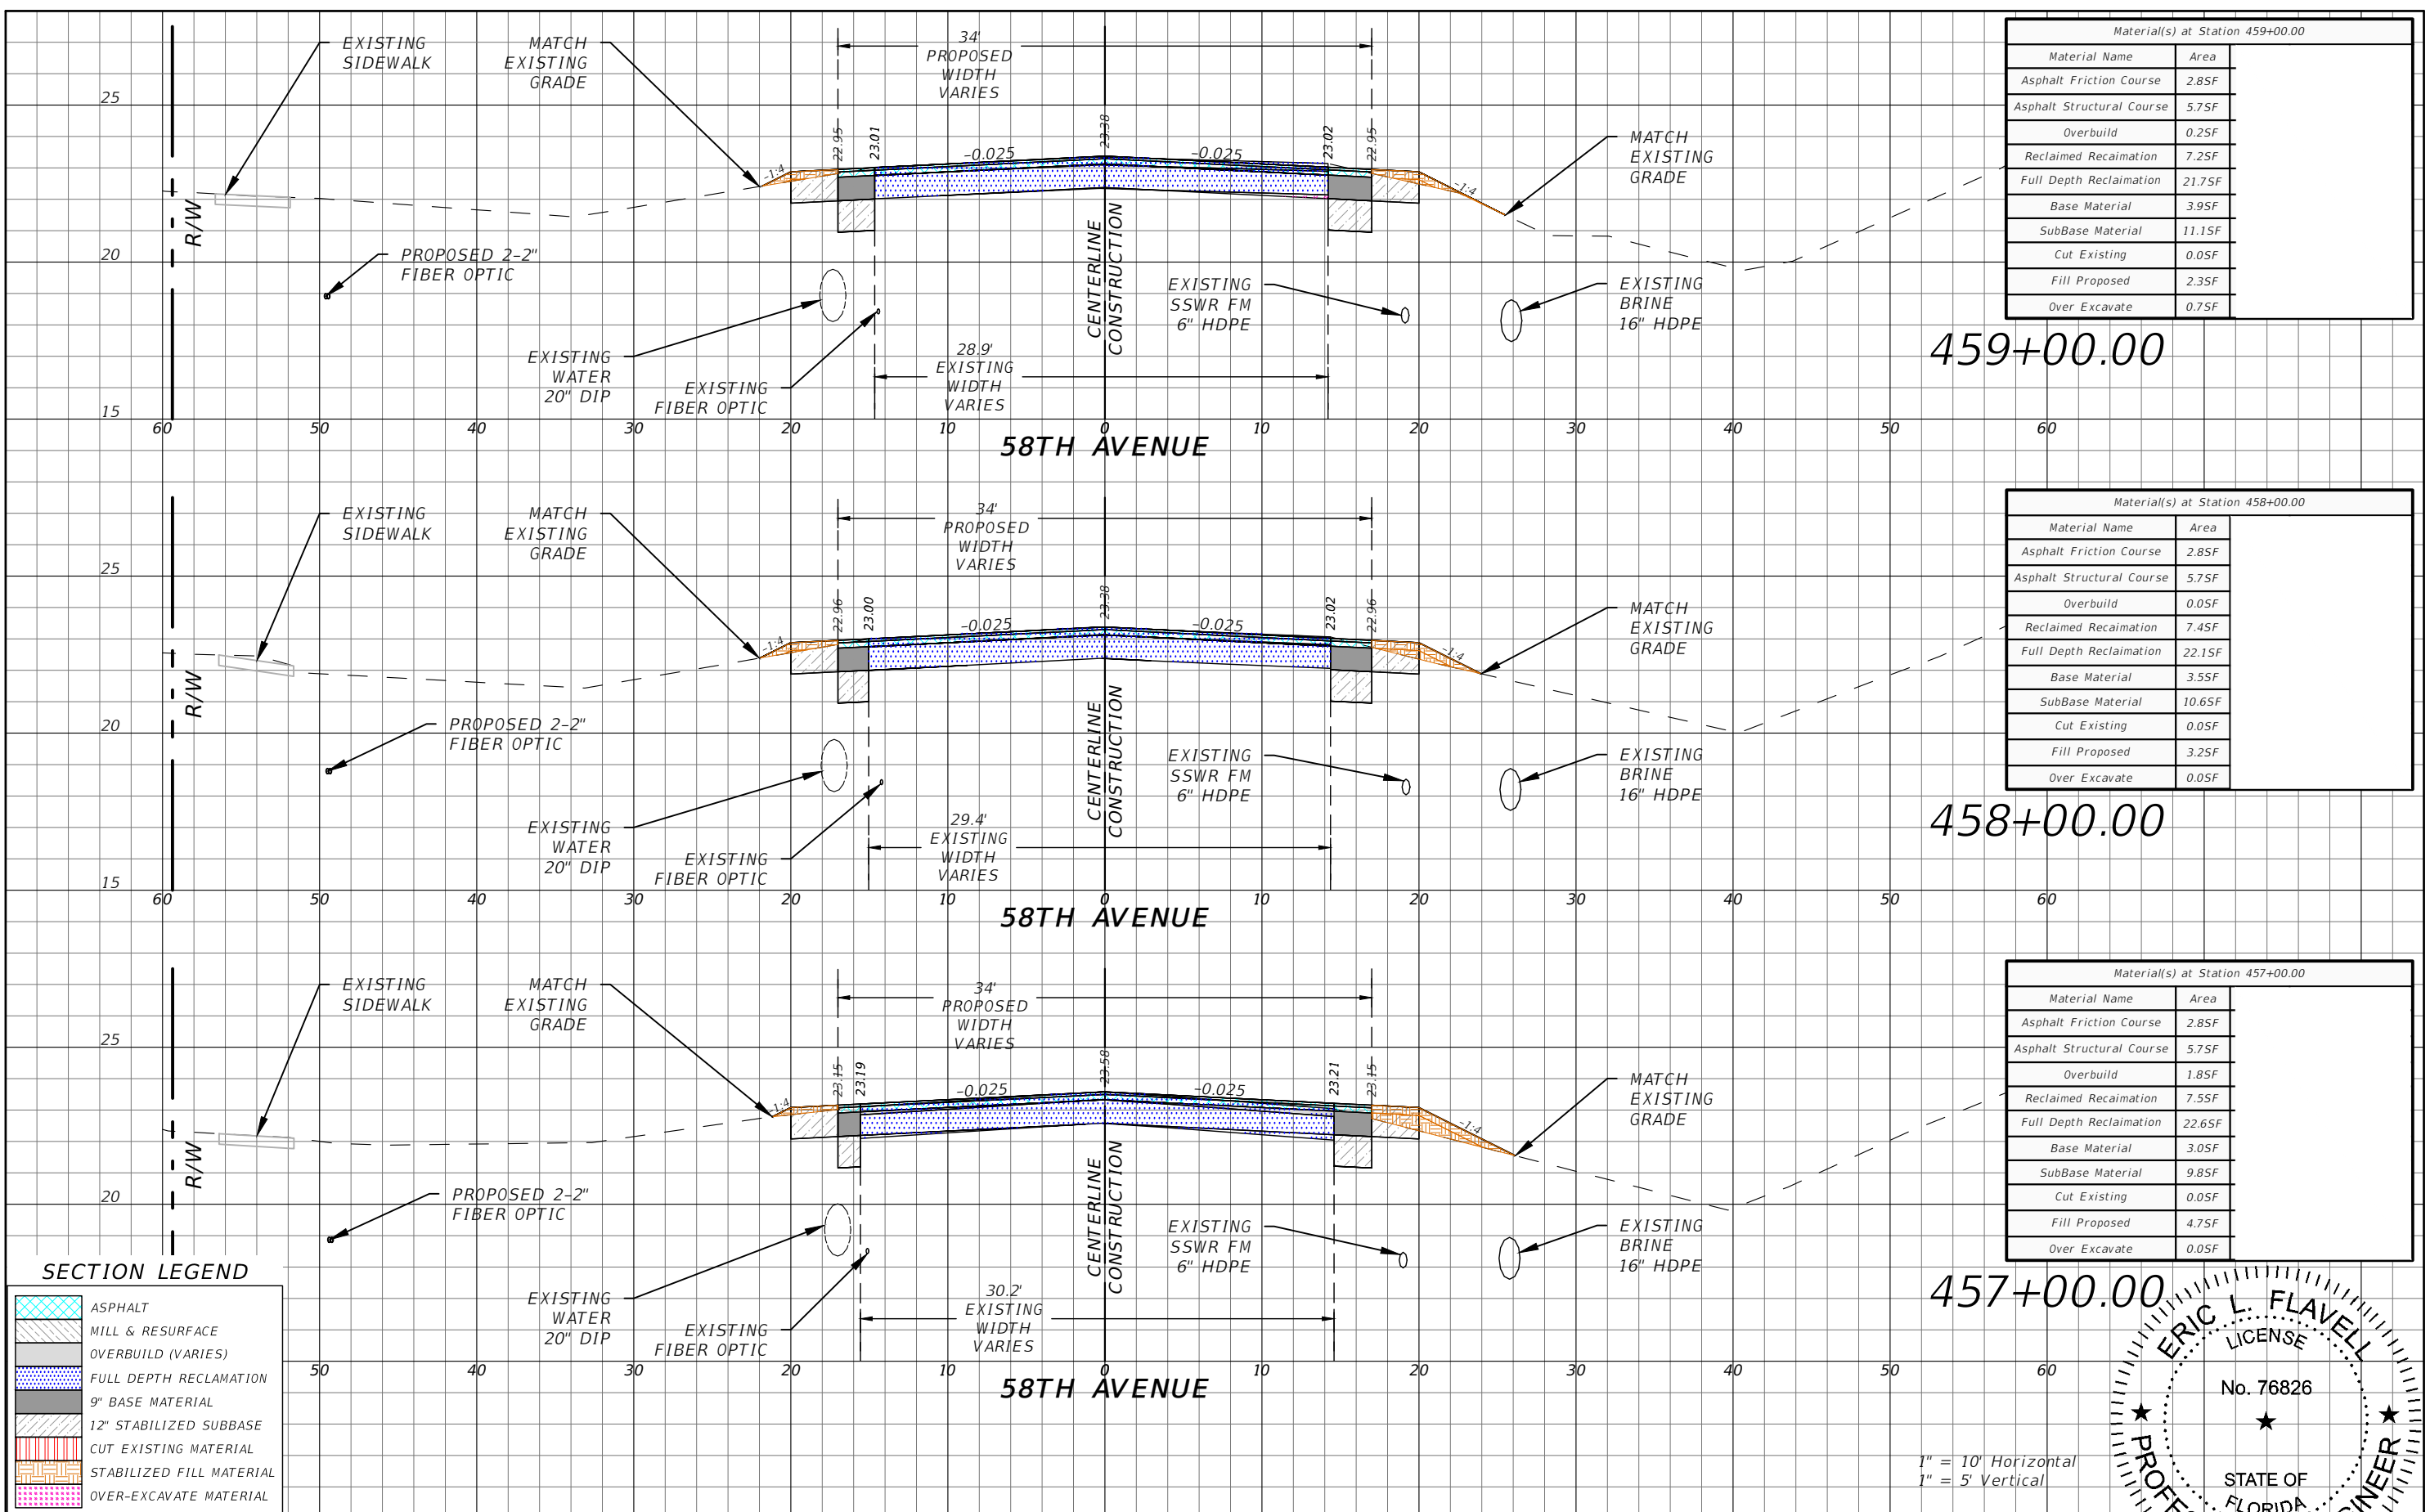 EXISTING
SIDEWALK
MATCH
EXISTING
GRADE
34'
PROPOSED
WIDTH
VARIES
25
20
15
22.95
23.01
23.38
23.02
22.95
-1:4
-0.025
-0.025
-1:4
MATCH
EXISTING
GRADE
R/W
PROPOSED 2-2"
FIBER OPTIC
EXISTING
WATER
20" DIP
EXISTING
FIBER OPTIC
28.9'
EXISTING
WIDTH
VARIES
CENTERLINE
CONSTRUCTION
EXISTING
SSWR FM
6" HDPE
EXISTING
BRINE
16" HDPE
60 50 40 30 20 10 0 10 20 30 40 50 60
58TH AVENUE
Material(s) at Station 459+00.00
Material Name Area
Asphalt Friction Course 2.8SF
Asphalt Structural Course 5.7SF
Overbuild 0.2SF
Reclaimed Recaimation 7.2SF
Full Depth Reclaimation 21.7SF
Base Material 3.9SF
SubBase Material 11.1SF
Cut Existing 0.0SF
Fill Proposed 2.3SF
Over Excavate 0.7SF
459+00.00
EXISTING
SIDEWALK
MATCH
EXISTING
GRADE
34'
PROPOSED
WIDTH
VARIES
25
20
15
22.96
23.00
23.38
23.02
22.96
-1:4
-0.025
-0.025
-1:4
MATCH
EXISTING
GRADE
R/W
PROPOSED 2-2"
FIBER OPTIC
EXISTING
WATER
20" DIP
EXISTING
FIBER OPTIC
29.4'
EXISTING
WIDTH
VARIES
CENTERLINE
CONSTRUCTION
EXISTING
SSWR FM
6" HDPE
EXISTING
BRINE
16" HDPE
60 50 40 30 20 10 0 10 20 30 40 50 60
58TH AVENUE
Material(s) at Station 458+00.00
Material Name Area
Asphalt Friction Course 2.8SF
Asphalt Structural Course 5.7SF
Overbuild 0.0SF
Reclaimed Recaimation 7.4SF
Full Depth Reclaimation 22.1SF
Base Material 3.5SF
SubBase Material 10.6SF
Cut Existing 0.0SF
Fill Proposed 3.2SF
Over Excavate 0.0SF
458+00.00
EXISTING
SIDEWALK
MATCH
EXISTING
GRADE
34'
PROPOSED
WIDTH
VARIES
25
20
23.15
23.19
23.58
23.21
23.15
-1:4
-0.025
-0.025
-1:4
MATCH
EXISTING
GRADE
R/W
PROPOSED 2-2"
FIBER OPTIC
EXISTING
WATER
20" DIP
EXISTING
FIBER OPTIC
30.2'
EXISTING
WIDTH
VARIES
CENTERLINE
CONSTRUCTION
EXISTING
SSWR FM
6" HDPE
EXISTING
BRINE
16" HDPE
50 40 30 20 10 0 10 20 30 40 50 60
58TH AVENUE
Material(s) at Station 457+00.00
Material Name Area
Asphalt Friction Course 2.8SF
Asphalt Structural Course 5.7SF
Overbuild 1.8SF
Reclaimed Recaimation 7.5SF
Full Depth Reclaimation 22.6SF
Base Material 3.0SF
SubBase Material 9.8SF
Cut Existing 0.0SF
Fill Proposed 4.7SF
Over Excavate 0.0SF
457+00.00
SECTION LEGEND
ASPHALT
MILL & RESURFACE
OVERBUILD (VARIES)
FULL DEPTH RECLAMATION
9" BASE MATERIAL
12" STABILIZED SUBBASE
CUT EXISTING MATERIAL
STABILIZED FILL MATERIAL
OVER-EXCAVATE MATERIAL
1" = 10' Horizontal
1" = 5' Vertical
ERIC L. FLAVELL
LICENSE
No. 76826
STATE OF
FLORIDA